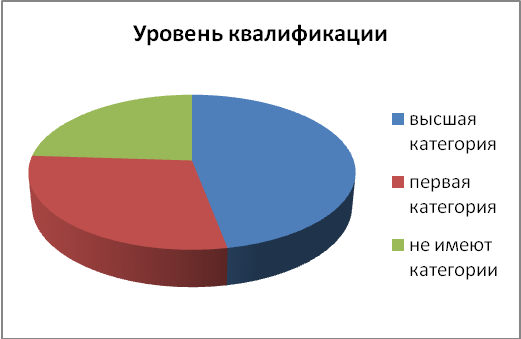 Уровень квалификации
высшая
категория
первая
категория
не имеют
категории